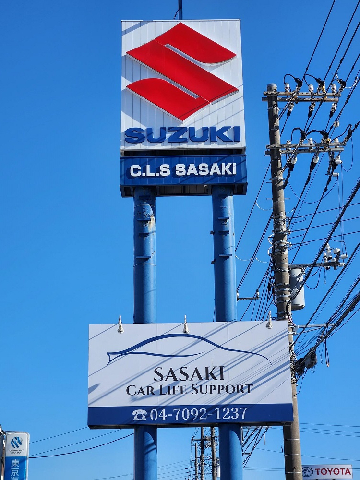 SUZUKI
C.L.S SASAKI
SASAKI
CAR LIFE SUPPORT
☎04-7092-1237
TOYOTA